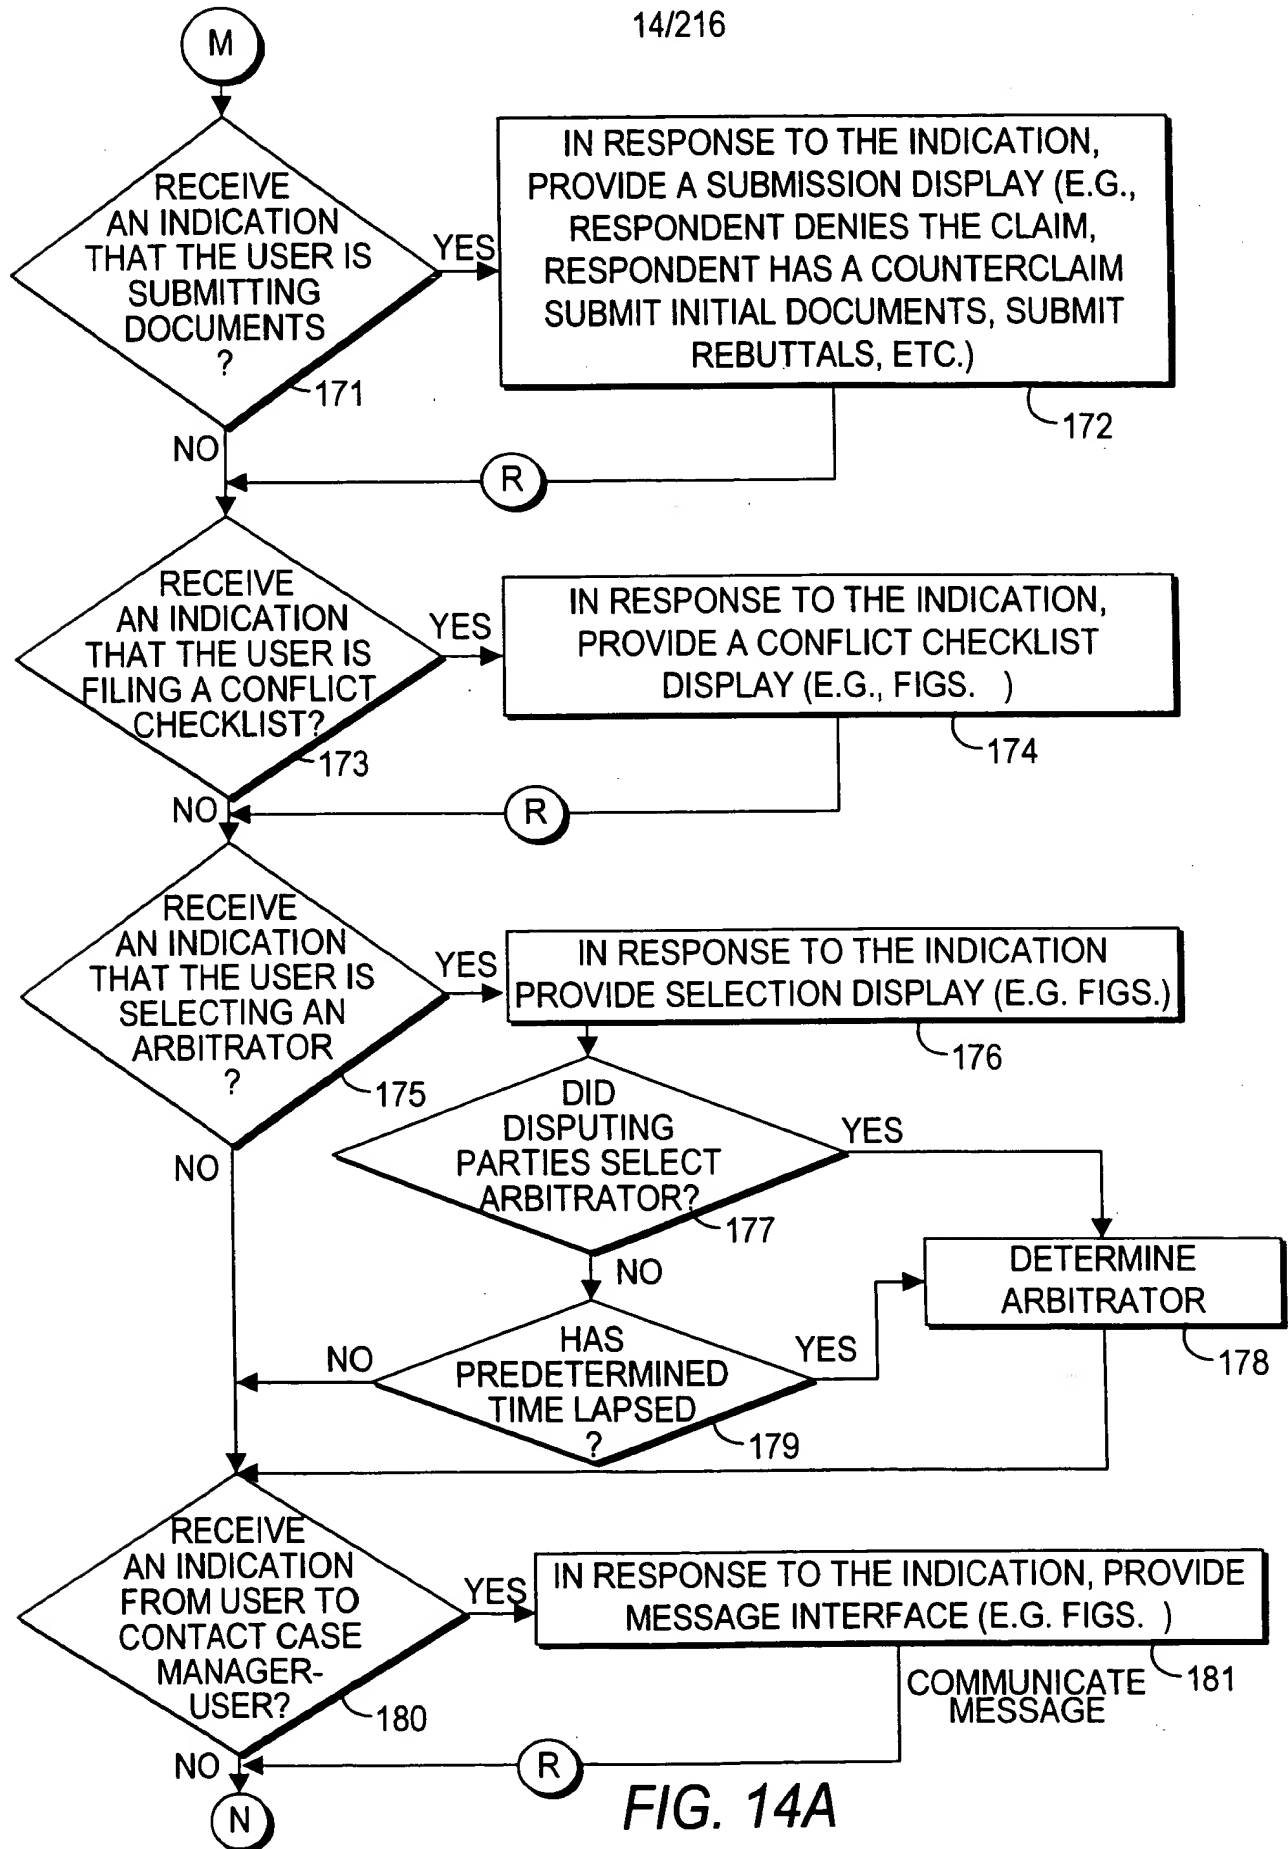 14/216
M
RECEIVE
AN INDICATION
THAT THE USER IS
SUBMITTING
DOCUMENTS
?
171
YES
NO
IN RESPONSE TO THE INDICATION,
PROVIDE A SUBMISSION DISPLAY (E.G.,
RESPONDENT DENIES THE CLAIM,
RESPONDENT HAS A COUNTERCLAIM
SUBMIT INITIAL DOCUMENTS, SUBMIT
REBUTTALS, ETC.)
172
R
RECEIVE
AN INDICATION
THAT THE USER IS
FILING A CONFLICT
CHECKLIST?
173
YES
NO
IN RESPONSE TO THE INDICATION,
PROVIDE A CONFLICT CHECKLIST
DISPLAY (E.G., FIGS. )
174
R
RECEIVE
AN INDICATION
THAT THE USER IS
SELECTING AN
ARBITRATOR
?
175
YES
NO
IN RESPONSE TO THE INDICATION
PROVIDE SELECTION DISPLAY (E.G. FIGS.)
176
DID
DISPUTING
PARTIES SELECT
ARBITRATOR?
177
YES
NO
DETERMINE
ARBITRATOR
178
HAS
PREDETERMINED
TIME LAPSED
?
179
NO
YES
RECEIVE
AN INDICATION
FROM USER TO
CONTACT CASE
MANAGER-
USER?
180
YES
NO
IN RESPONSE TO THE INDICATION, PROVIDE
MESSAGE INTERFACE (E.G. FIGS. )
181
COMMUNICATE
MESSAGE
R
N
FIG. 14A